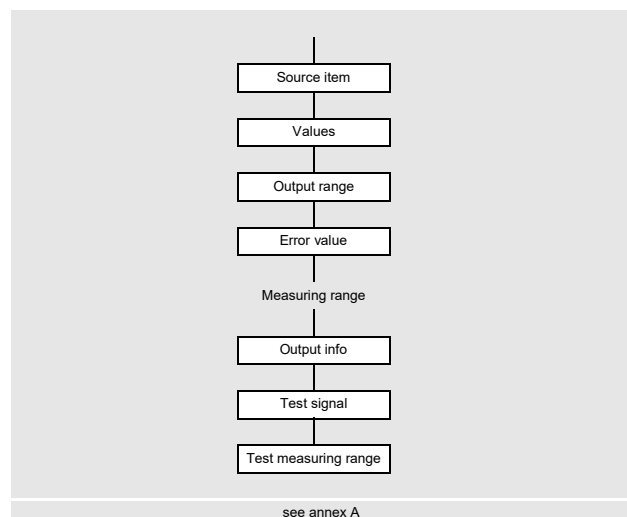 Source item
Values
Output range
Error value
Measuring range
Output info
Test signal
Test measuring range
see annex A